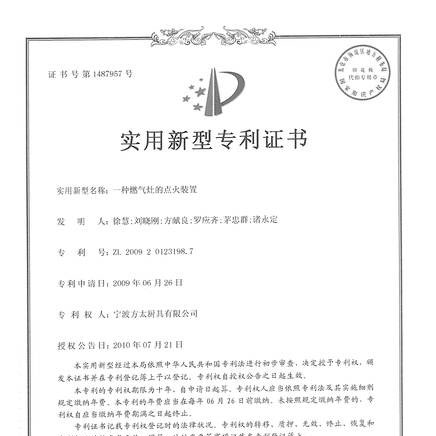 证书号第1487957号
印花税
代扣专用章
实用新型专利证书
实用新型名称：一种燃气灶的点火装置
发明人：徐慧;刘晓刚;方献良;罗应齐;茅忠群;诸永定
专利号：ZL 2009 2 0123198.7
专利申请日：2009年06月26日
专利权人：宁波方太厨具有限公司
授权公告日：2010年07月21日
本实用新型经过本局依照中华人民共和国专利法进行初步审查，决定授予专利权，颁
发本证书并在专利登记簿上予以登记。专利权自授权公告之日起生效。
本专利的专利权期限为十年，自申请日起算。专利权人应当依照专利法及其实施细则
规定缴纳年费。本专利的年费应当在每年06月26日前缴纳。未按照规定缴纳年费的，专利
权自应当缴纳年费期满之日起终止。
专利证书记载专利权登记时的法律状况。专利权的转移、质押、无效、终止、恢复和